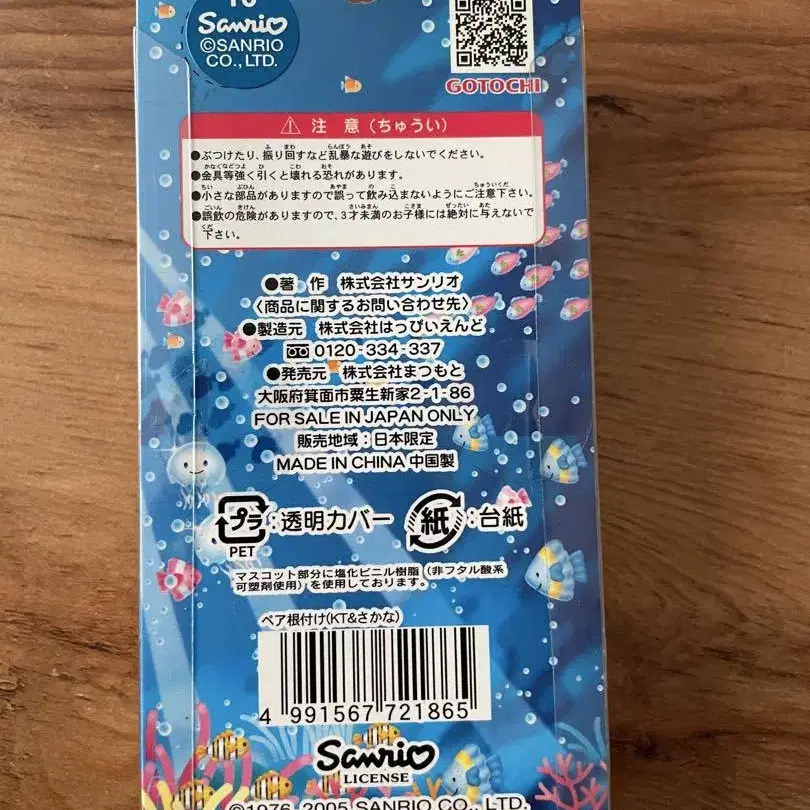 Sanrio
©SANRIO
CO., LTD.
GOTOCHI
⚠ 注 意 (ちゅうい)
●ぶつけたり、振り回すなど乱暴な遊びをしないでください。
●金具等強く引くと壊れる恐れがあります。
●小さな部品がありますので誤って飲み込まないようにご注意下さい。
●誤飲の危険がありますので、3才未満のお子様には絶対に与えないで
下さい。
●著 作 株式会社サンリオ
〈商品に関するお問い合わせ先〉
●製造元 株式会社はっぴいえんど
0120-334-337
●発売元 株式会社まつもと
大阪府箕面市粟生新家2-1-86
FOR SALE IN JAPAN ONLY
販売地域:日本限定
MADE IN CHINA 中国製
プラ:透明カバー 紙:台紙
PET
マスコット部分に塩化ビニル樹脂(非フタル酸系
可塑剤使用)を使用しております。
ペア根付け(KT&さかな)
4 991567 721865
Sanrio
LICENSE
©1976, 2005 SANRIO CO., LTD.